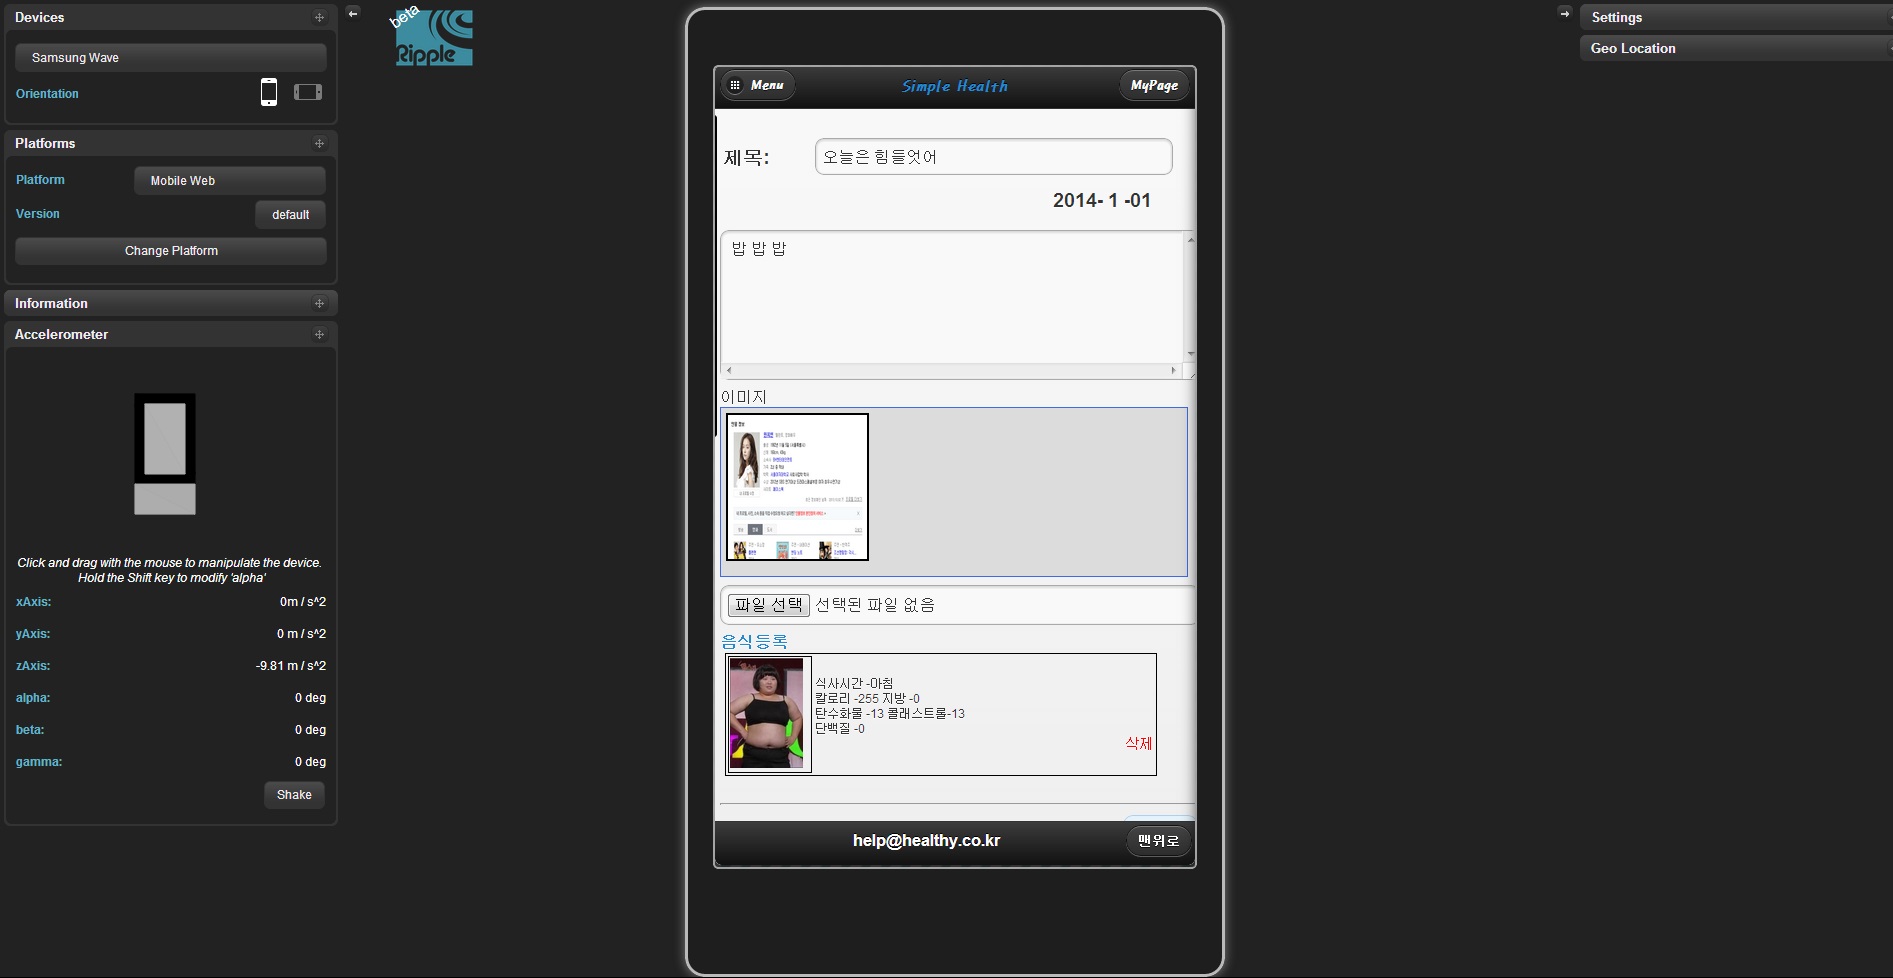 Devices
Samsung Wave
Orientation
Platforms
Platform
Mobile Web
Version
default
Change Platform
Information
Accelerometer
Click and drag with the mouse to manipulate the device.
Hold the Shift key to modify 'alpha'
xAxis:
0m / s^2
yAxis:
0 m / s^2
zAxis:
-9.81 m / s^2
alpha:
0 deg
beta:
0 deg
gamma:
0 deg
Shake
beta
Ripple
Menu
Simple Health
MyPage
제목:
오늘은 힘들엇어
2014- 1 -01
밥 밥 밥
이미지
파일 선택 선택된 파일 없음
음식등록
식사시간 -아침
칼로리 -255 지방 -0
탄수화물 -13 콜래스트롤-13
단백질 -0
삭제
help@healthy.co.kr
맨위로
Settings
Geo Location